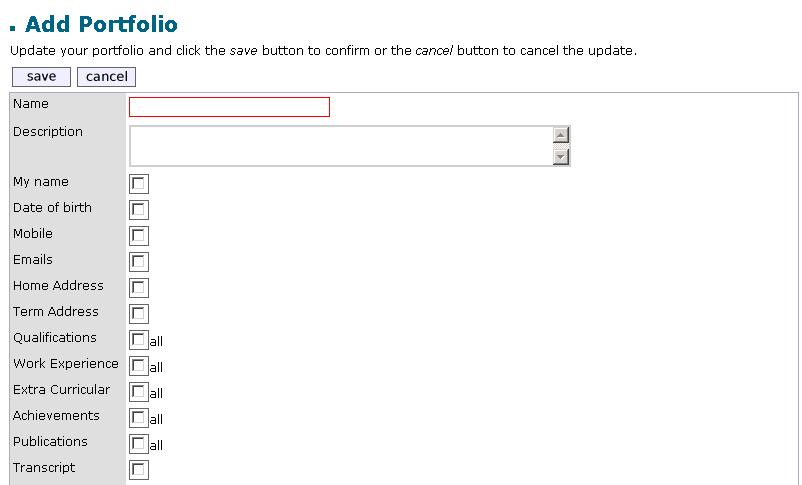 Add Portfolio
Update your portfolio and click the save button to confirm or the cancel button to cancel the update.
save cancel
Name
Description
My name
Date of birth
Mobile
Emails
Home Address
Term Address
Qualifications all
Work Experience all
Extra Curricular all
Achievements all
Publications all
Transcript